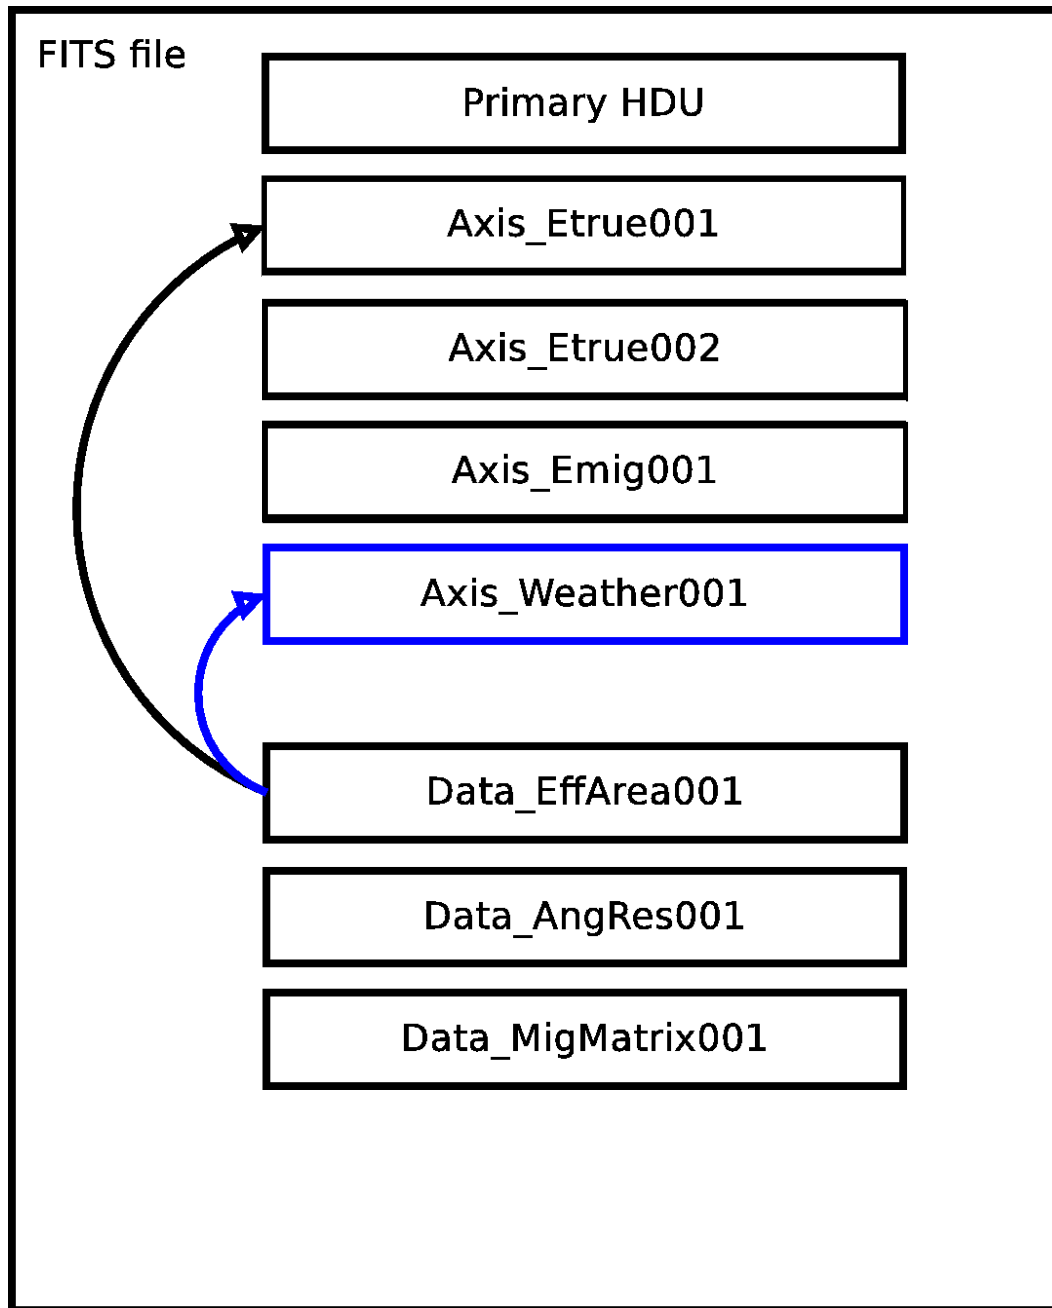 FITS file
Primary HDU
Axis_Etrue001
Axis_Etrue002
Axis_Emig001
Axis_Weather001
Data_EffArea001
Data_AngRes001
Data_MigMatrix001